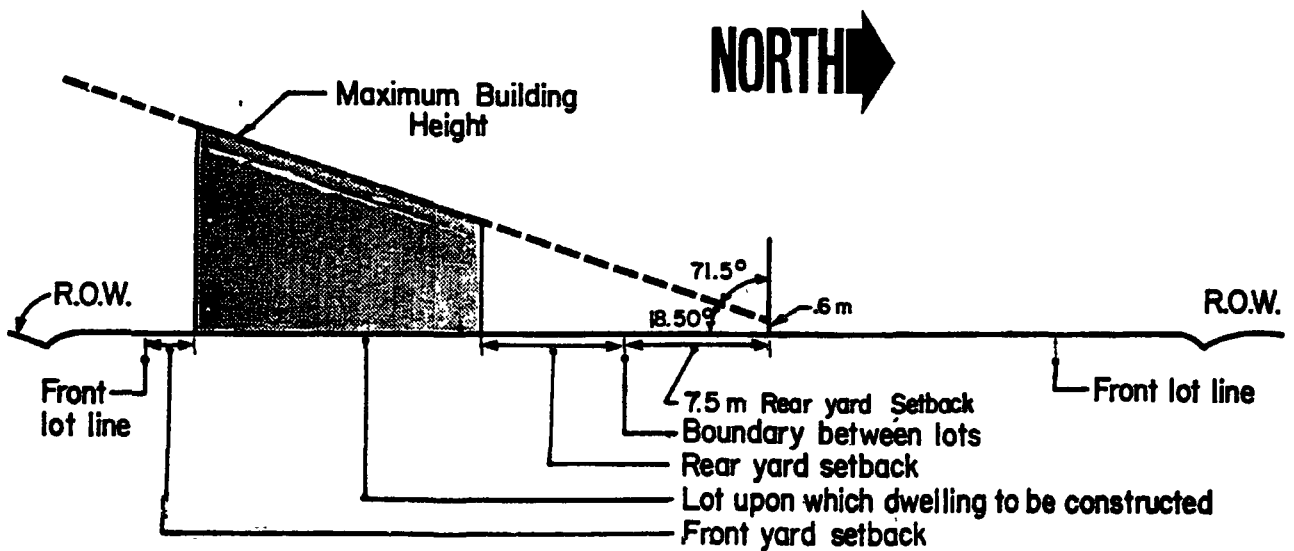 NORTH
Maximum Building
Height
71.5°
R.O.W.
R.O.W.
.6 m
18.50°
Front
lot line
Front lot line
7.5 m Rear yard Setback
Boundary between lots
Rear yard setback
Lot upon which dwelling to be constructed
Front yard setback